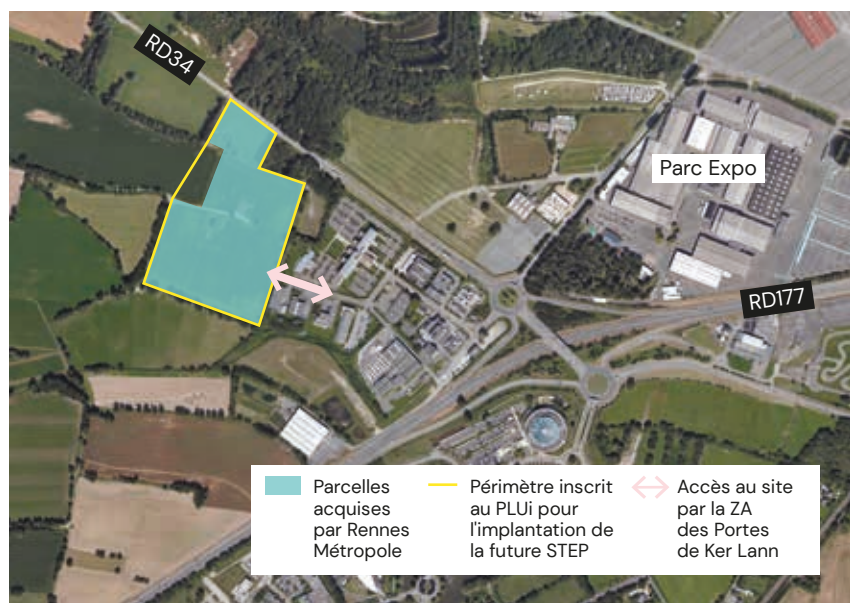 RD34
Parc Expo
RD177
Parcelles
acquises
par Rennes
Métropole
Périmètre inscrit
au PLUi pour
l'implantation de
la future STEP
Accès au site
par la ZA
des Portes
de Ker Lann